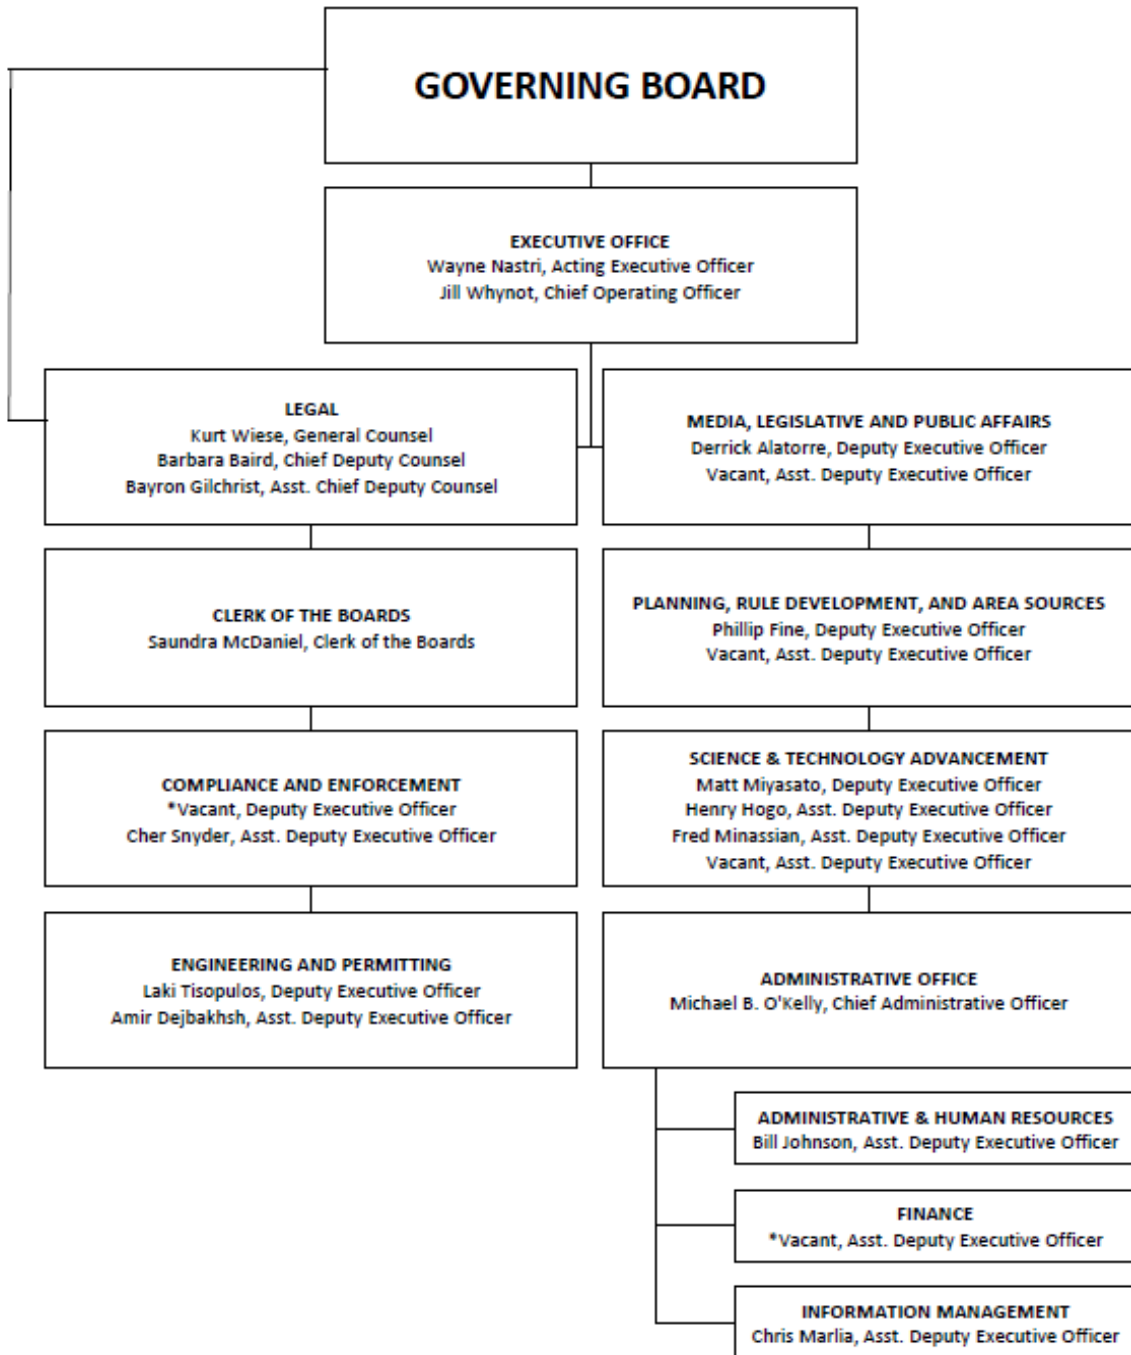 GOVERNING BOARD
EXECUTIVE OFFICE
Wayne Nastri, Acting Executive Officer
Jill Whynot, Chief Operating Officer
LEGAL
Kurt Wiese, General Counsel
Barbara Baird, Chief Deputy Counsel
Bayron Gilchrist, Asst. Chief Deputy Counsel
MEDIA, LEGISLATIVE AND PUBLIC AFFAIRS
Derrick Alatorre, Deputy Executive Officer
Vacant, Asst. Deputy Executive Officer
CLERK OF THE BOARDS
Saundra McDaniel, Clerk of the Boards
PLANNING, RULE DEVELOPMENT, AND AREA SOURCES
Phillip Fine, Deputy Executive Officer
Vacant, Asst. Deputy Executive Officer
COMPLIANCE AND ENFORCEMENT
*Vacant, Deputy Executive Officer
Cher Snyder, Asst. Deputy Executive Officer
SCIENCE & TECHNOLOGY ADVANCEMENT
Matt Miyasato, Deputy Executive Officer
Henry Hogo, Asst. Deputy Executive Officer
Fred Minassian, Asst. Deputy Executive Officer
Vacant, Asst. Deputy Executive Officer
ENGINEERING AND PERMITTING
Laki Tisopulos, Deputy Executive Officer
Amir Dejbakhsh, Asst. Deputy Executive Officer
ADMINISTRATIVE OFFICE
Michael B. O'Kelly, Chief Administrative Officer
ADMINISTRATIVE & HUMAN RESOURCES
Bill Johnson, Asst. Deputy Executive Officer
FINANCE
*Vacant, Asst. Deputy Executive Officer
INFORMATION MANAGEMENT
Chris Marlia, Asst. Deputy Executive Officer